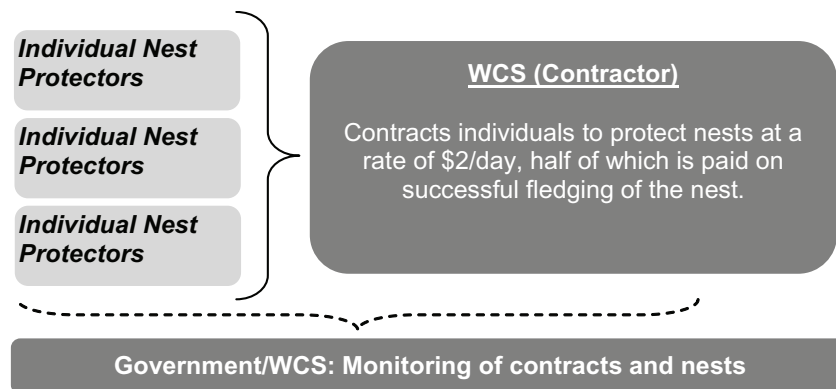 Individual Nest
Protectors
Individual Nest
Protectors
Individual Nest
Protectors
WCS (Contractor)
Contracts individuals to protect nests at a
rate of $2/day, half of which is paid on
successful fledging of the nest.
Government/WCS: Monitoring of contracts and nests